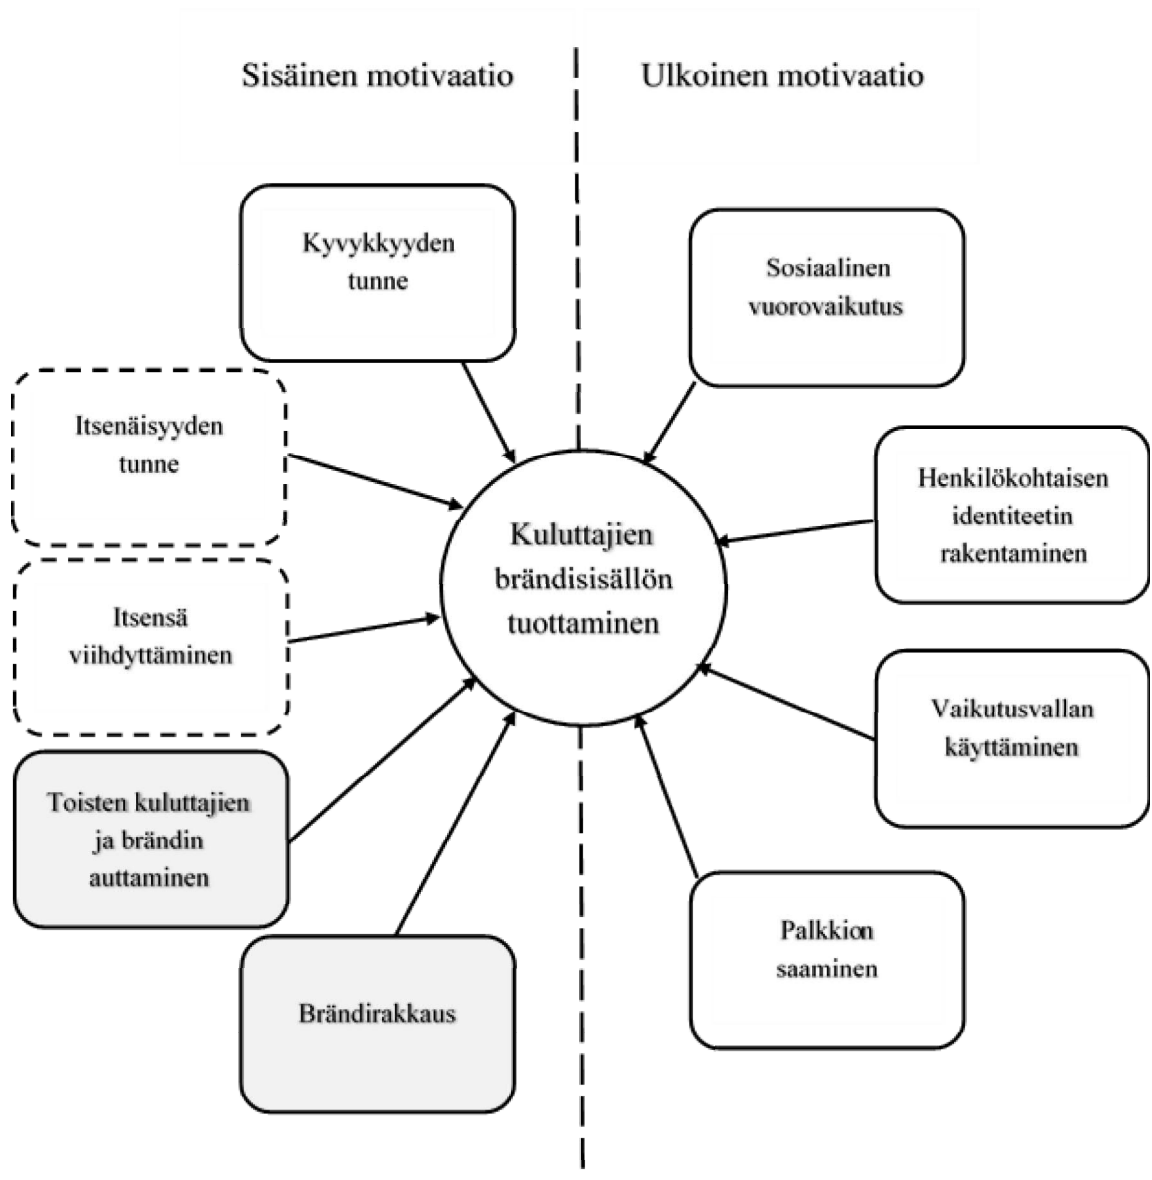 Sisäinen motivaatio
Ulkoinen motivaatio
Kyvykkyyden
tunne
Sosiaalinen
vuorovaikutus
Itsenäisyyden
tunne
Henkilökohtaisen
identiteetin
rakentaminen
Kuluttajien
brändisisällön
tuottaminen
Itsensä
viihdyttäminen
Vaikutusvallan
käyttäminen
Toisten kuluttajien
ja brändin
auttaminen
Palkkion
saaminen
Brändirakkaus